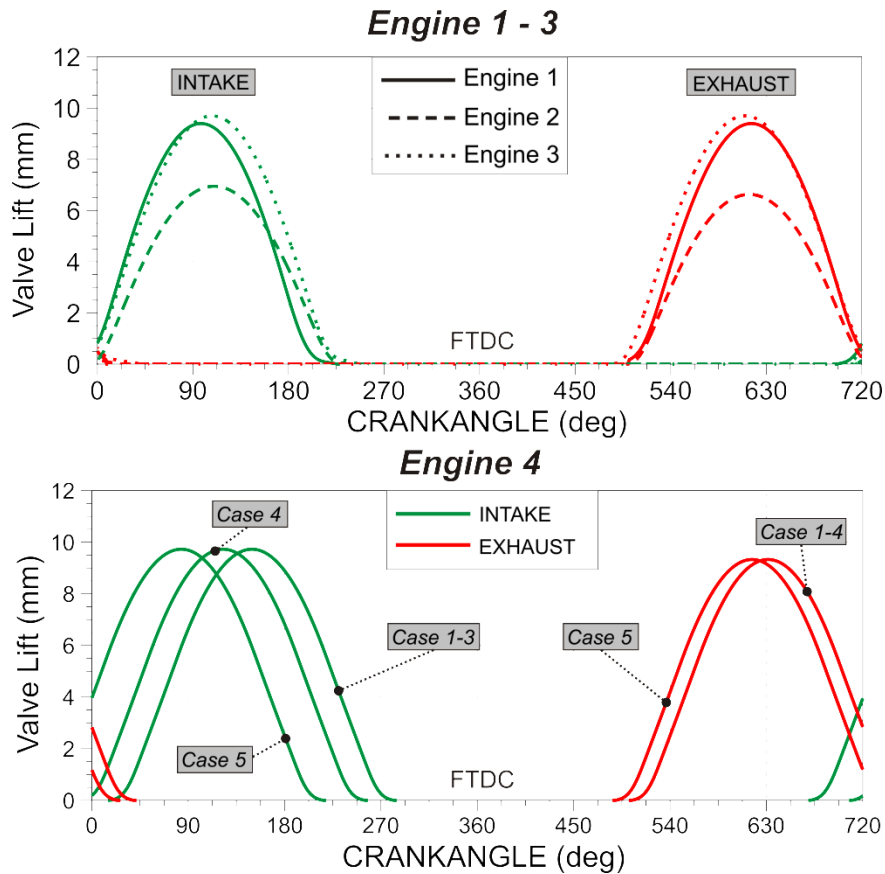 Engine 1 - 3
12
10
8
6
4
2
0
Valve Lift (mm)
INTAKE
Engine 1
Engine 2
Engine 3
EXHAUST
FTDC
0 90 180 270 360 450 540 630 720
CRANKANGLE (deg)
Engine 4
12
10
8
6
4
2
0
Valve Lift (mm)
Case 4
INTAKE
EXHAUST
Case 1-4
Case 1-3
Case 5
Case 5
FTDC
0 90 180 270 360 450 540 630 720
CRANKANGLE (deg)